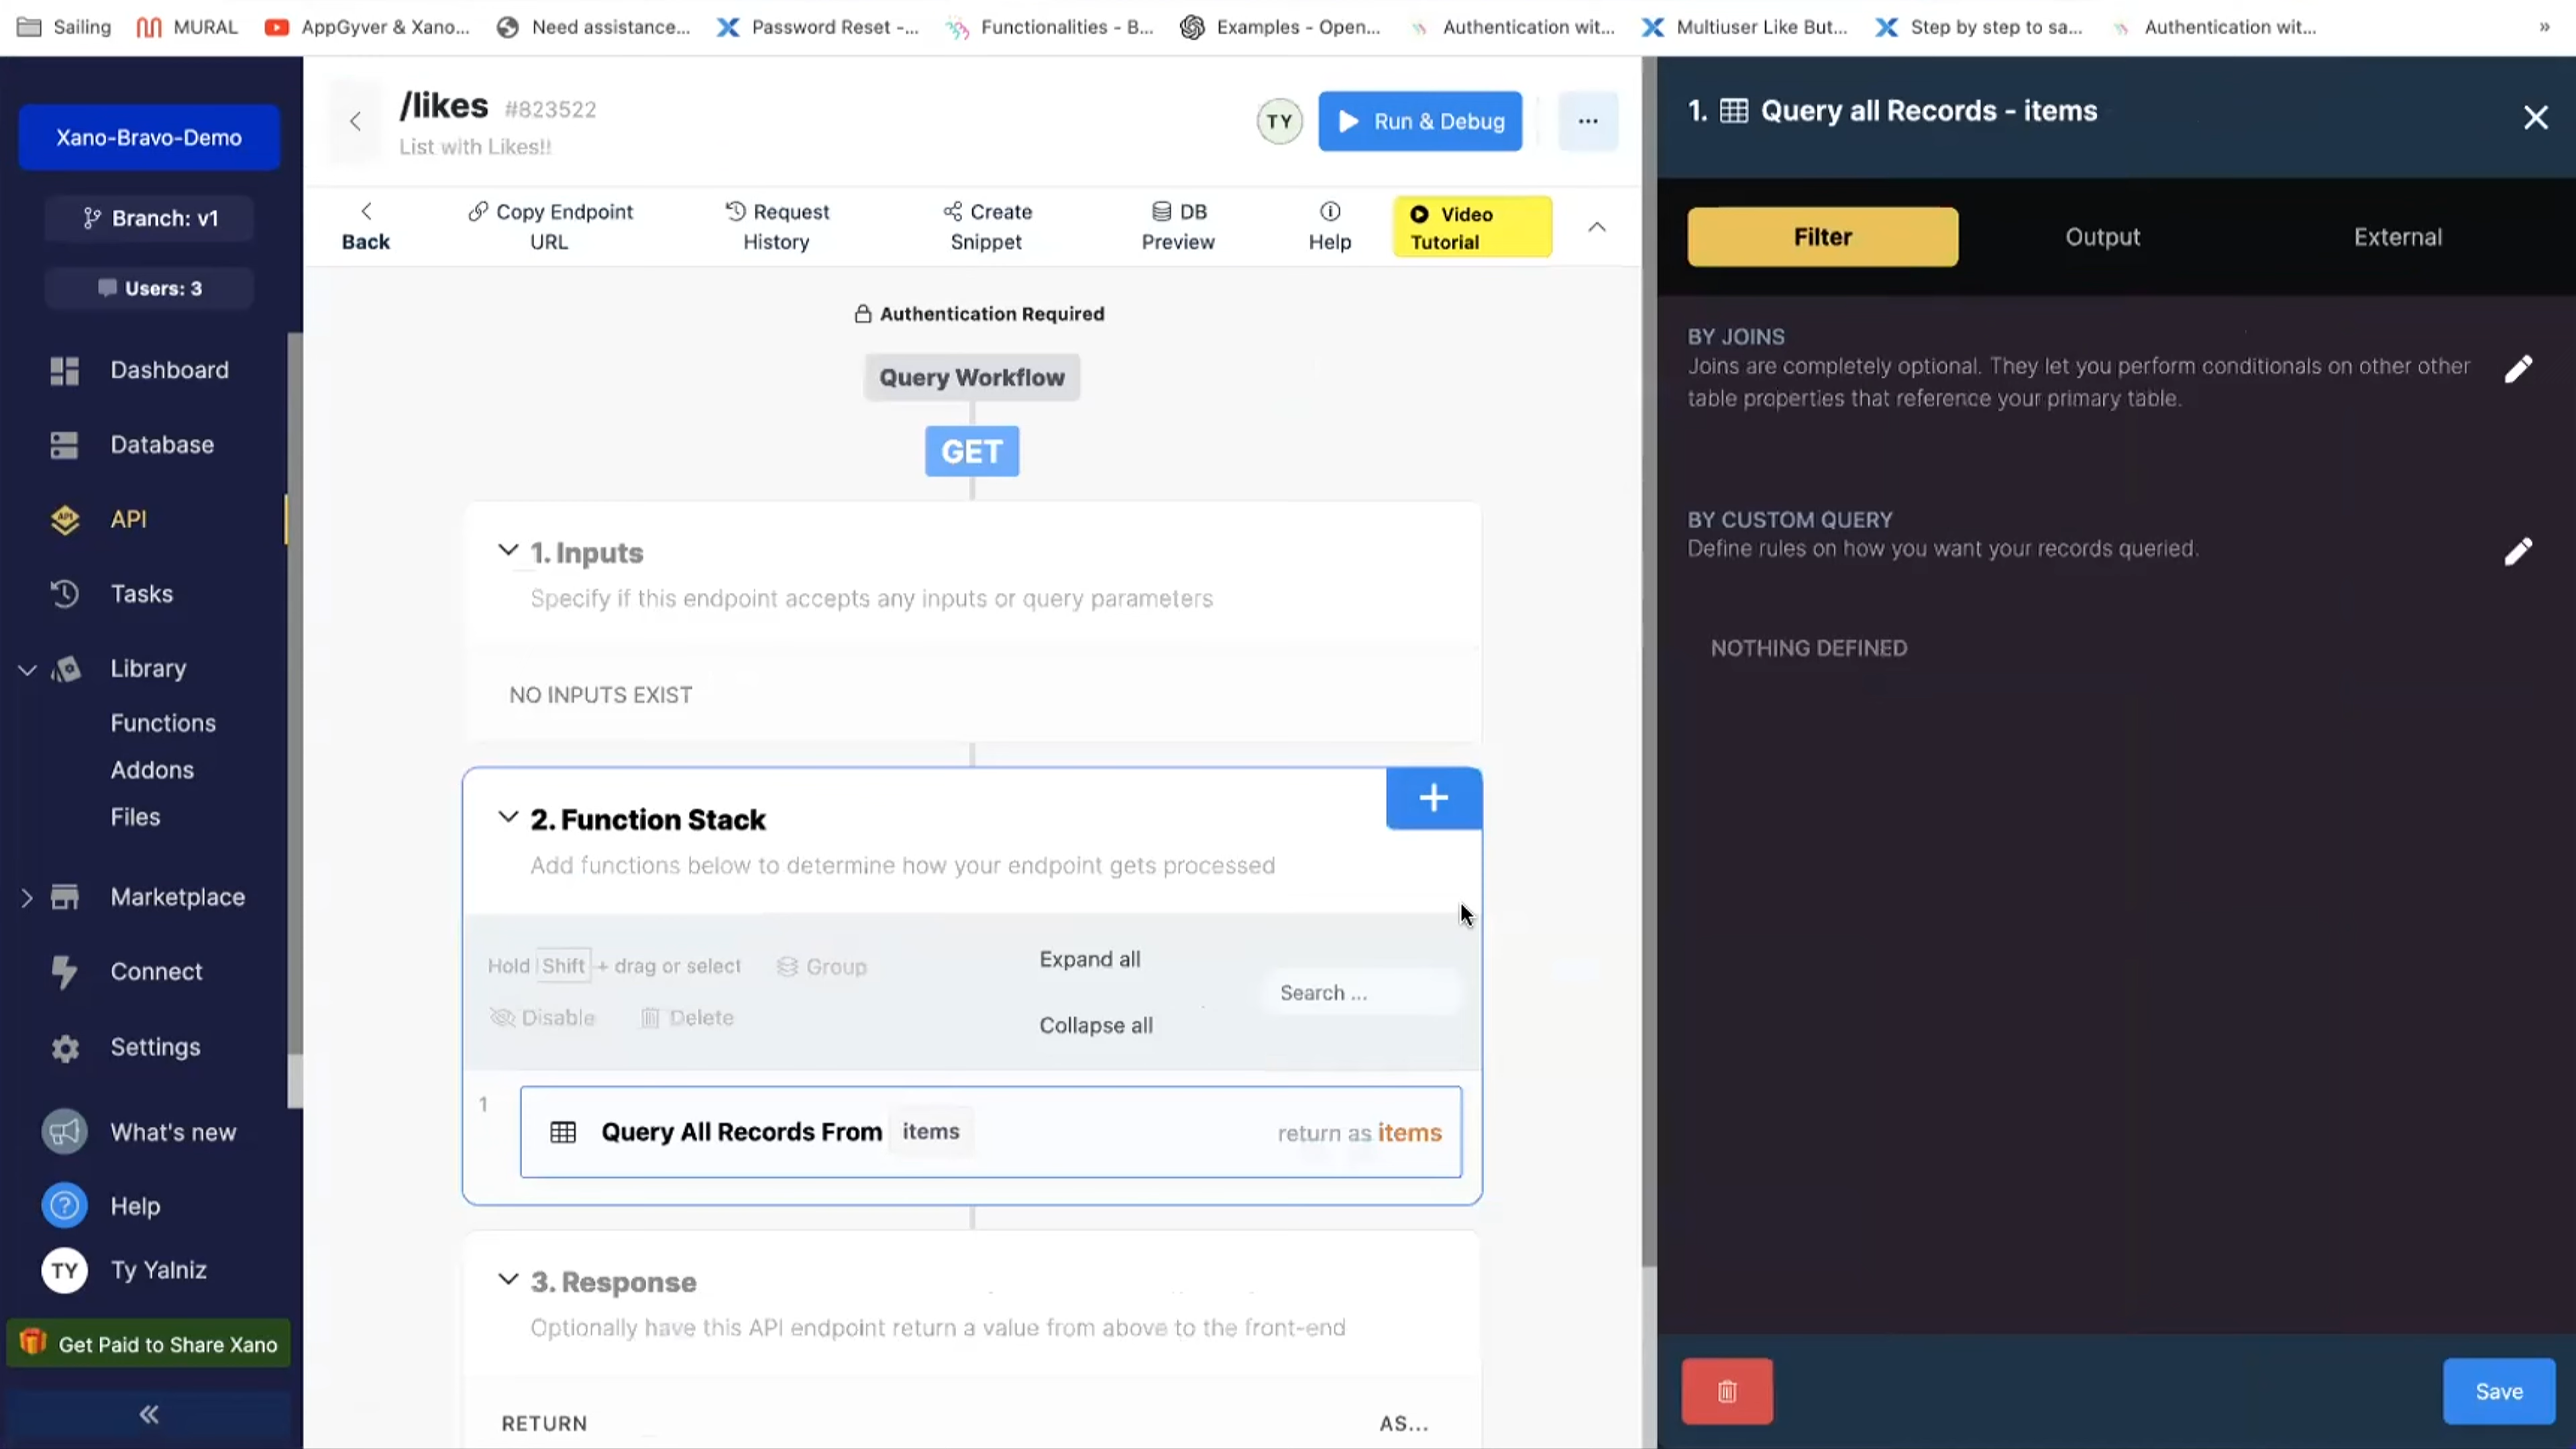 Sailing MURAL AppGyver & Xano... Need assistance... Password Reset -... Functionalities - B... Examples - Open... Authentication wit... Multiuser Like But... Step by step to sa... Authentication wit... »
Xano-Bravo-Demo
Branch: v1
Users: 3
Dashboard
Database
API
Tasks
Library
Functions
Addons
Files
Marketplace
Connect
Settings
What's new
Help
TY Ty Yalniz
Get Paid to Share Xano
/likes #823522
List with Likes!!
TY
Run & Debug
...
Back
Copy Endpoint
URL
Request
History
Create
Snippet
DB
Preview
Help
Video
Tutorial
Authentication Required
Query Workflow
GET
1. Inputs
Specify if this endpoint accepts any inputs or query parameters
NO INPUTS EXIST
2. Function Stack
Add functions below to determine how your endpoint gets processed
Hold Shift + drag or select Group
Disable Delete
Expand all
Collapse all
Search ...
1
Query All Records From items return as items
3. Response
Optionally have this API endpoint return a value from above to the front-end
RETURN AS...
1. Query all Records - items
Filter Output External
BY JOINS
Joins are completely optional. They let you perform conditionals on other other
table properties that reference your primary table.
BY CUSTOM QUERY
Define rules on how you want your records queried.
NOTHING DEFINED
Save